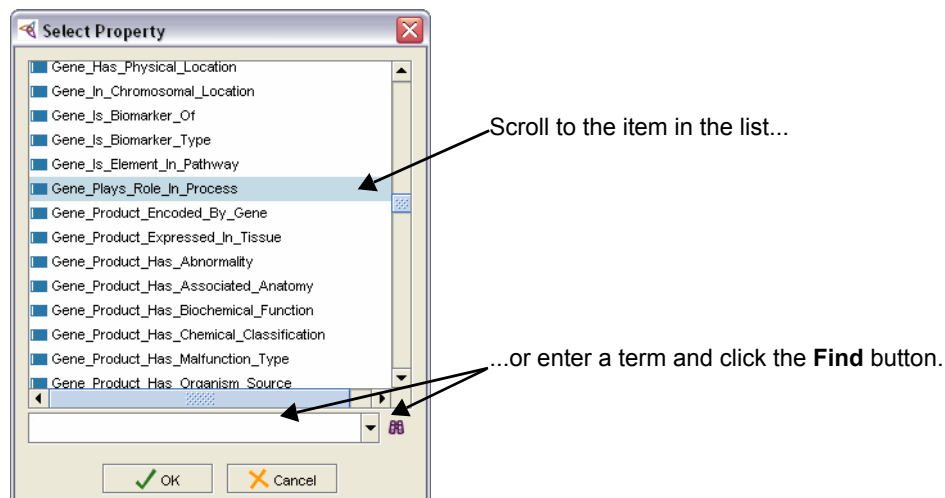 Select Property
Gene_Has_Physical_Location
Gene_In_Chromosomal_Location
Gene_Is_Biomarker_Of
Gene_Is_Biomarker_Type
Gene_Is_Element_In_Pathway
Gene_Plays_Role_In_Process
Gene_Product_Encoded_By_Gene
Gene_Product_Expressed_In_Tissue
Gene_Product_Has_Abnormality
Gene_Product_Has_Associated_Anatomy
Gene_Product_Has_Biochemical_Function
Gene_Product_Has_Chemical_Classification
Gene_Product_Has_Malfunction_Type
Gene_Product_Has_Organism_Source
OK
Cancel
Scroll to the item in the list...
...or enter a term and click the Find button.